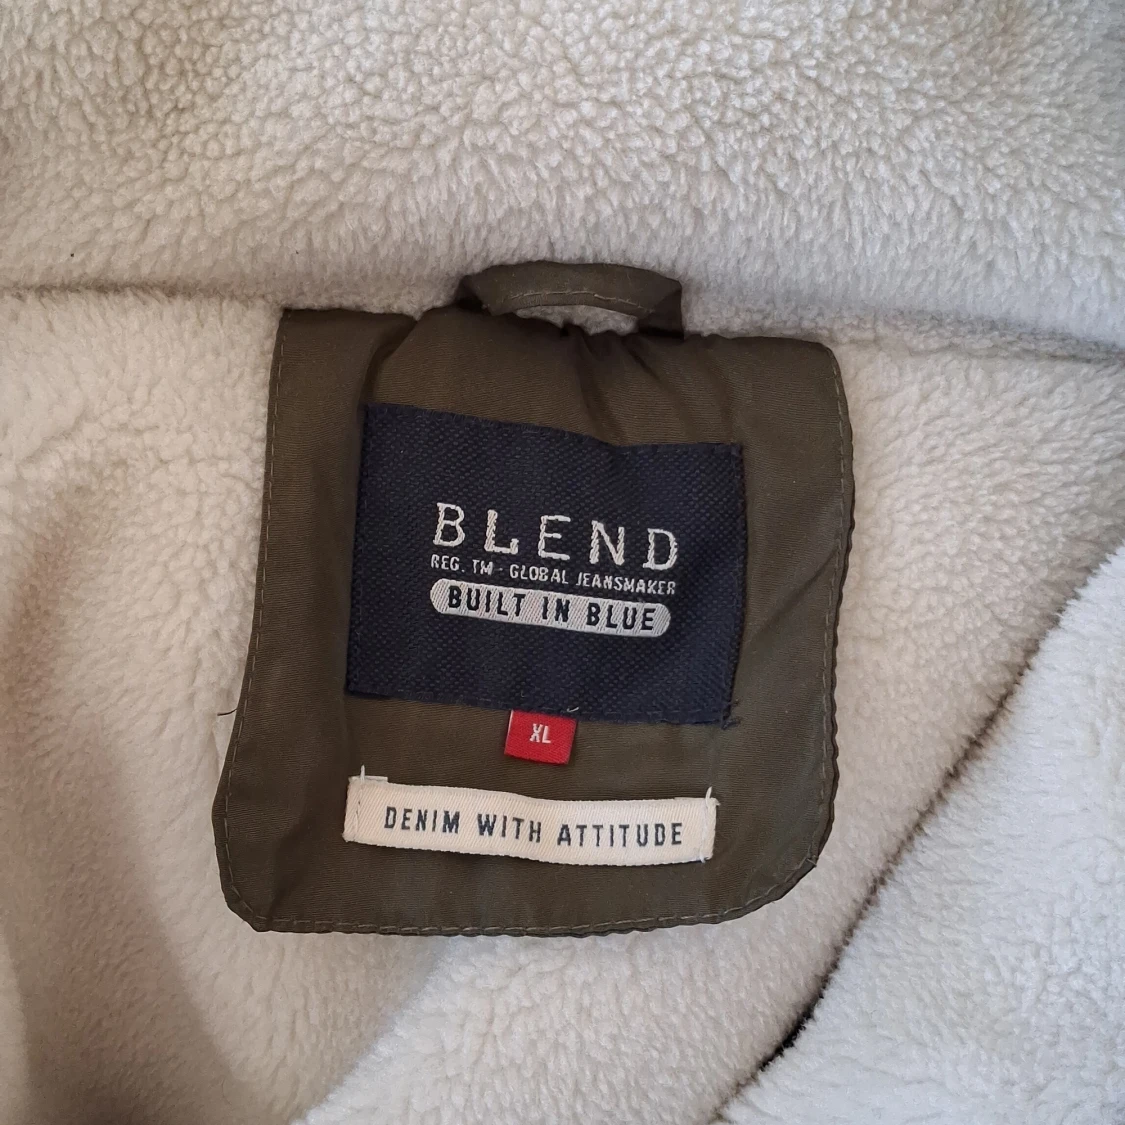 BLEND
REG. TM - GLOBAL JEANSMAKER
BUILT IN BLUE
XL
DENIM WITH ATTITUDE